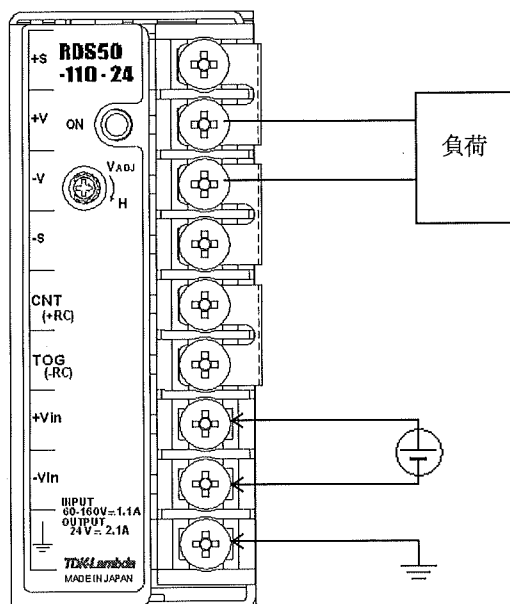 +S
RDS50
-110-24
+V
ON
-V
VADJ
H
-S
CNT
(+RC)
TOG
(-RC)
+Vin
-Vin
INPUT
60-160V⎓1.1A
OUTPUT
24V⎓2.1A
TDK-Lambda
MADE IN JAPAN
負荷